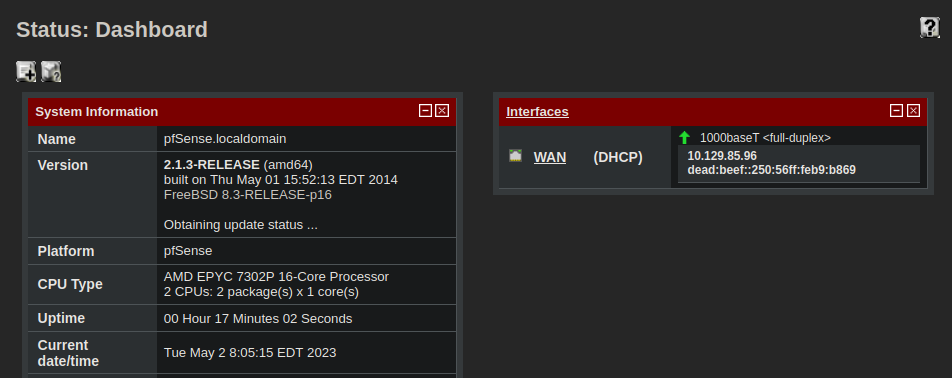 Status: Dashboard
System Information
Name pfSense.localdomain
Version 2.1.3-RELEASE (amd64)
built on Thu May 01 15:52:13 EDT 2014
FreeBSD 8.3-RELEASE-p16
Obtaining update status ...
Platform pfSense
CPU Type AMD EPYC 7302P 16-Core Processor
2 CPUs: 2 package(s) x 1 core(s)
Uptime 00 Hour 17 Minutes 02 Seconds
Current date/time Tue May 2 8:05:15 EDT 2023
Interfaces
WAN (DHCP) 1000baseT <full-duplex>
10.129.85.96
dead:beef::250:56ff:feb9:b869